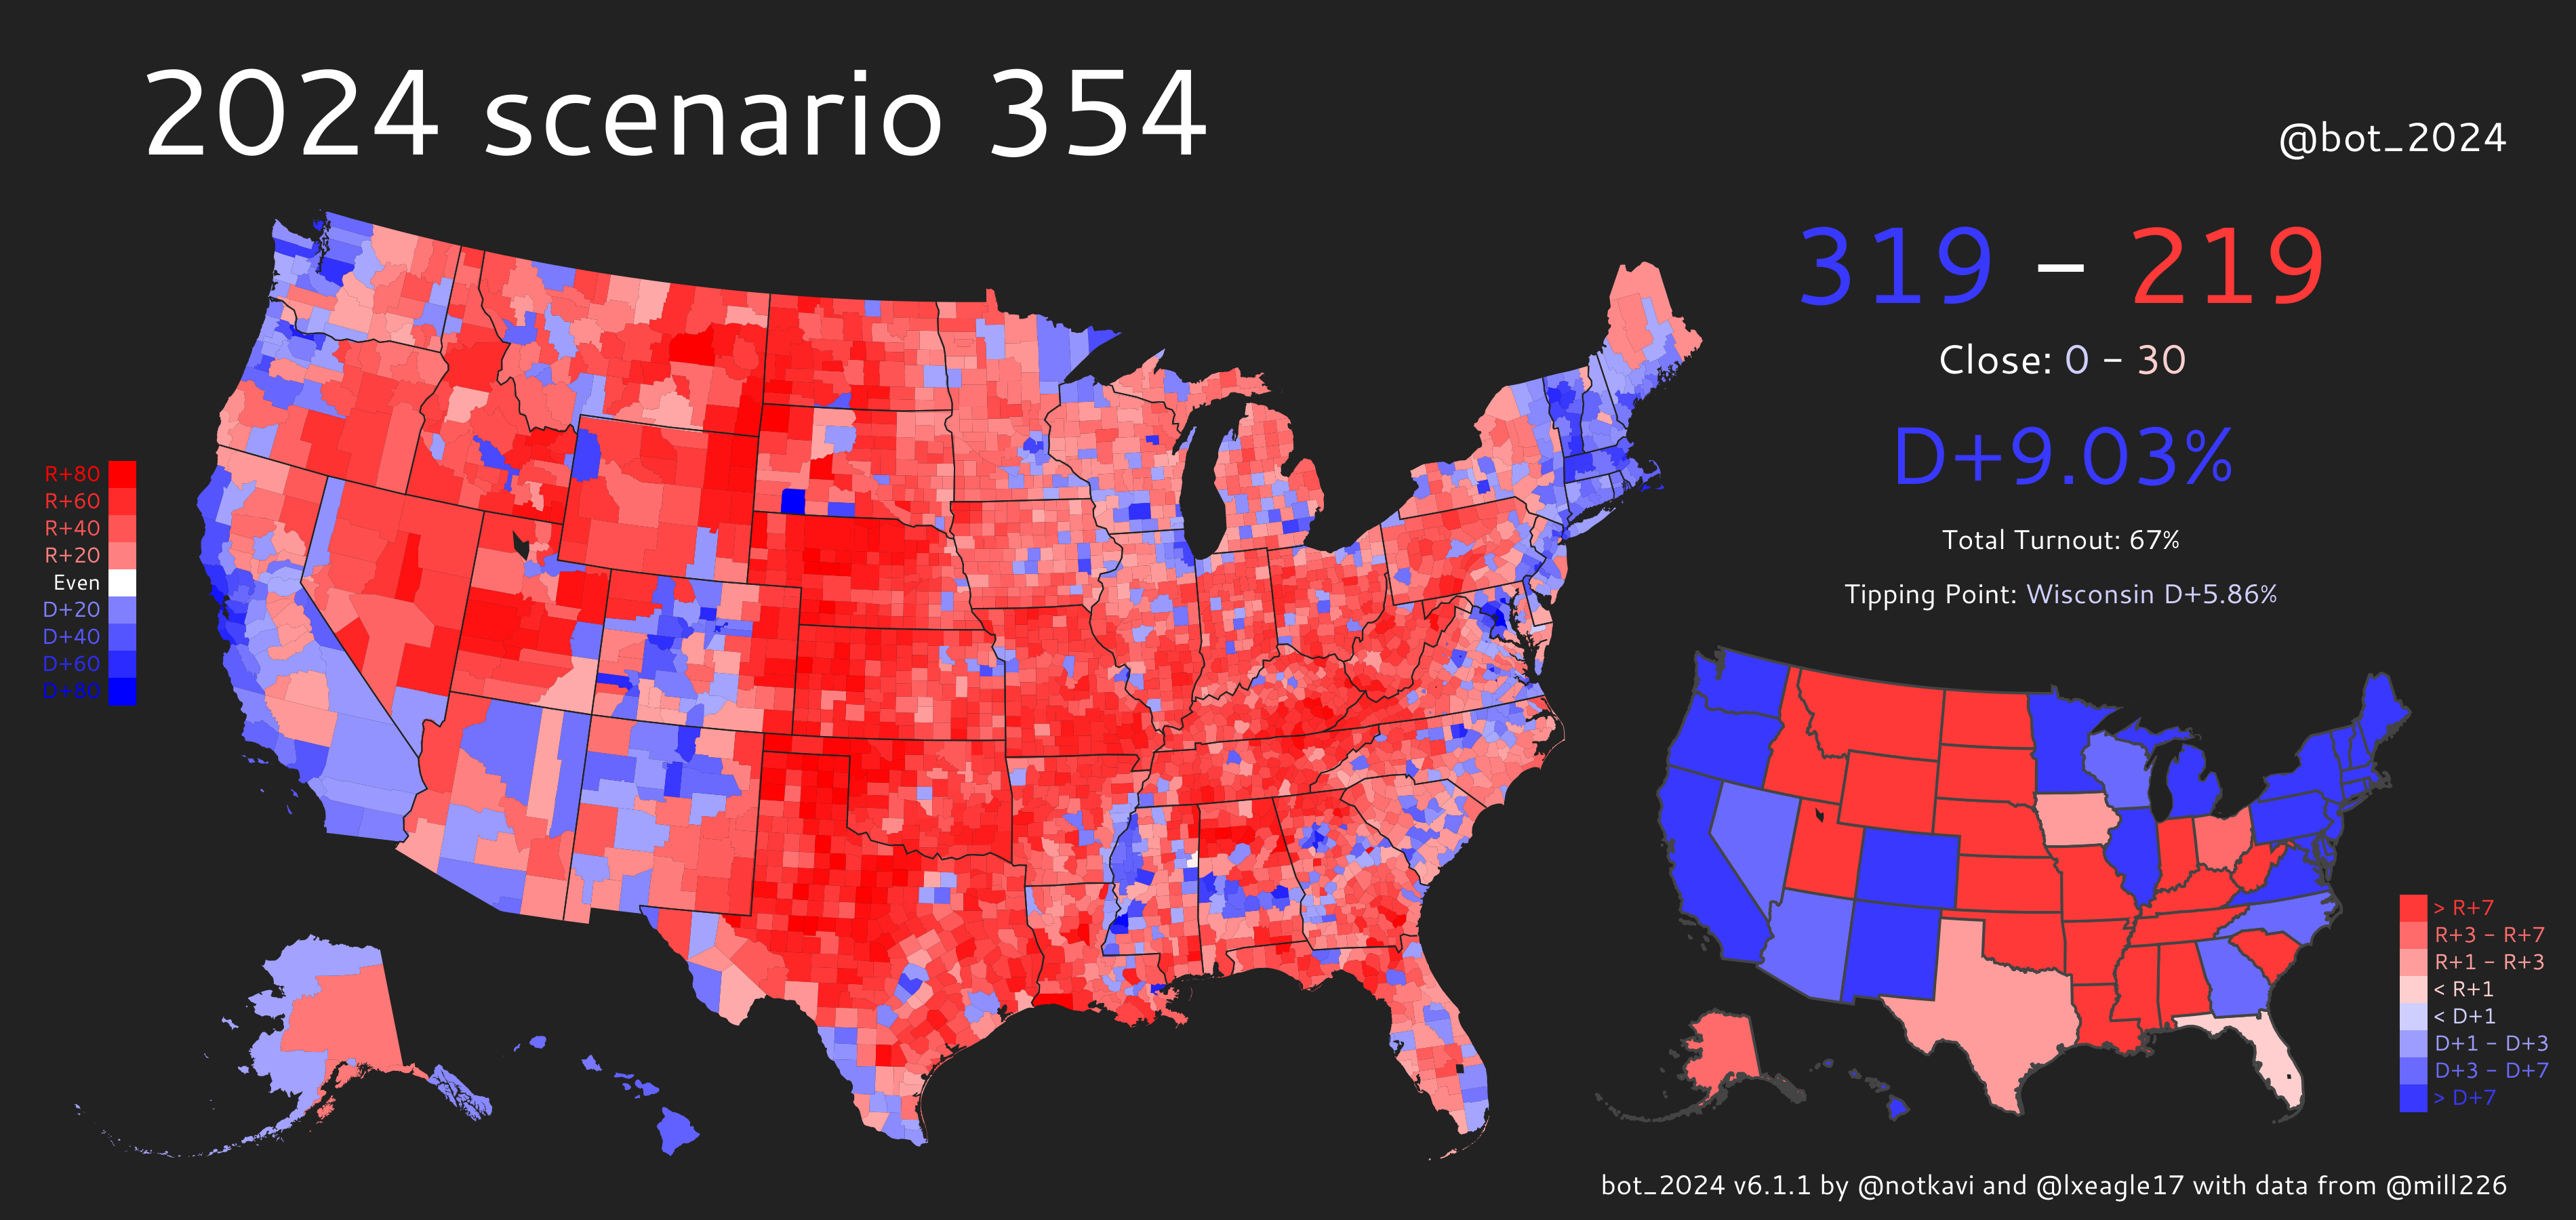 2024 scenario 354
@bot_2024
319 – 219
Close: 0 – 30
D+9.03%
Total Turnout: 67%
Tipping Point: Wisconsin D+5.86%
R+80
R+60
R+40
R+20
Even
D+20
D+40
D+60
D+80
> R+7
R+3 – R+7
R+1 – R+3
< R+1
< D+1
D+1 – D+3
D+3 – D+7
> D+7
bot_2024 v6.1.1 by @notkavi and @lxeagle17 with data from @mill226